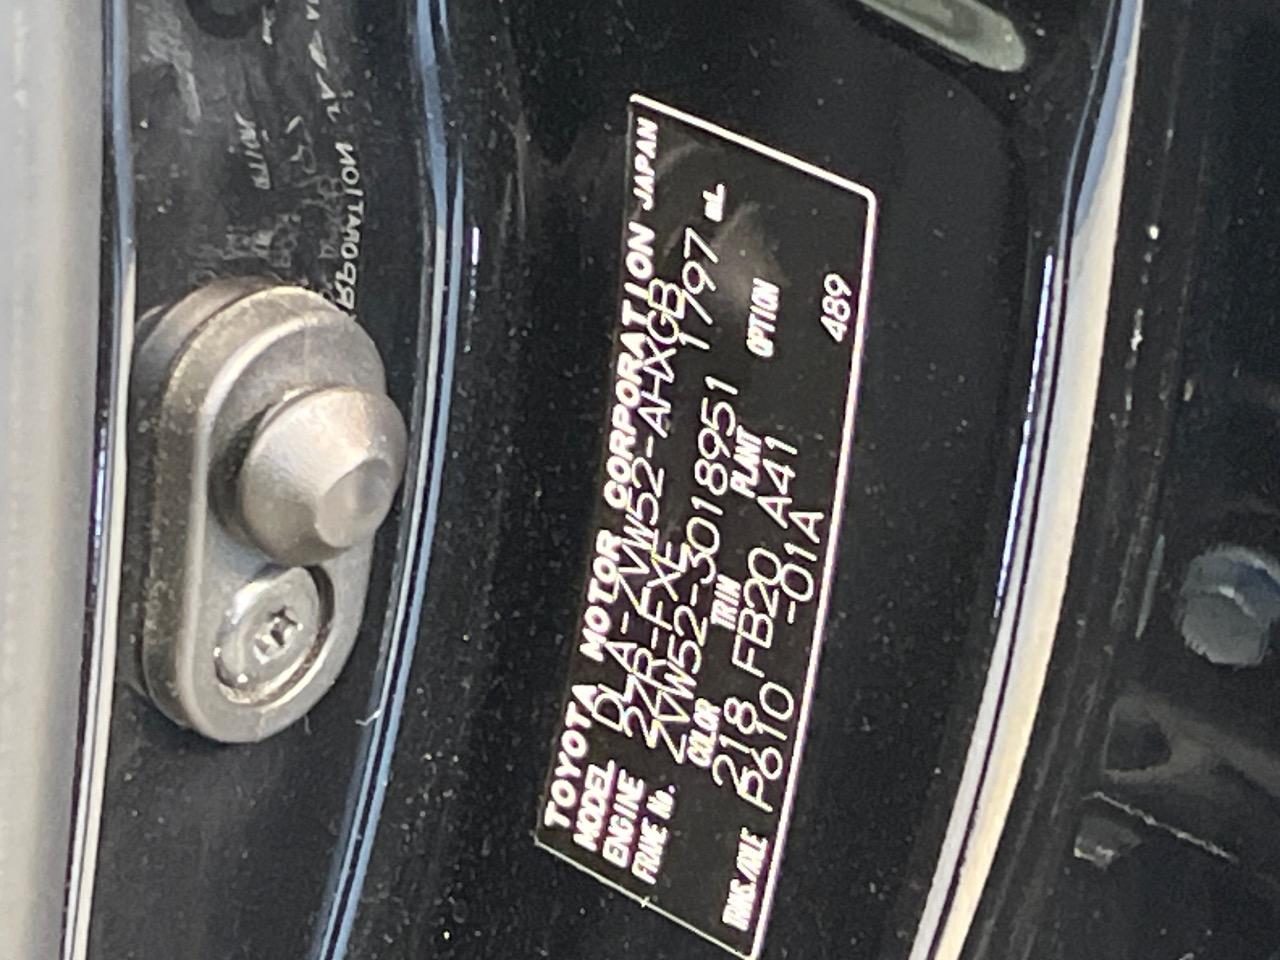 TOYOTA MOTOR CORPORATION JAPAN
MODEL DLA-ZVW52-AHXGB
ENGINE 2ZR-FXE 1797 mL
FRAME No. ZVW52-3018951
COLOR TRIM PLANT OPTION
218 FB20 A41
TRANS./AXLE P610 -01A 489